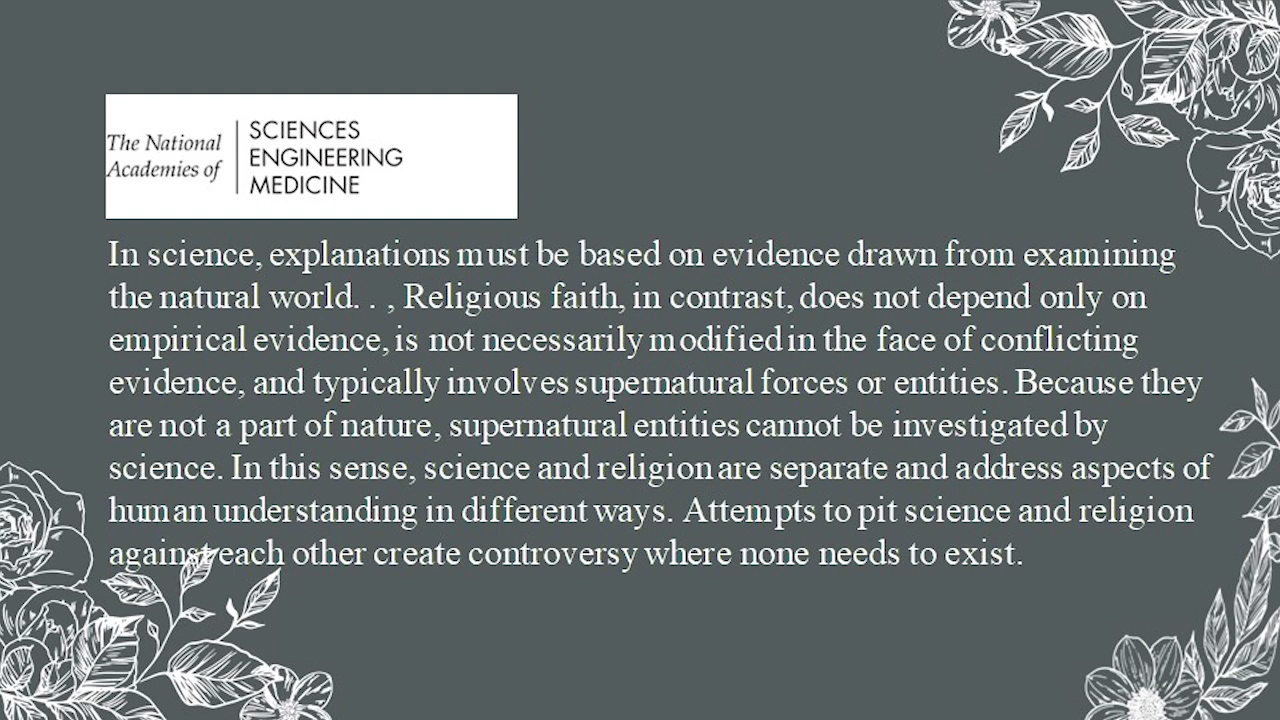 The National
Academies of
SCIENCES
ENGINEERING
MEDICINE
In science, explanations must be based on evidence drawn from examining
the natural world. . , Religious faith, in contrast, does not depend only on
empirical evidence, is not necessarily modified in the face of conflicting
evidence, and typically involves supernatural forces or entities. Because they
are not a part of nature, supernatural entities cannot be investigated by
science. In this sense, science and religion are separate and address aspects of
human understanding in different ways. Attempts to pit science and religion
against each other create controversy where none needs to exist.